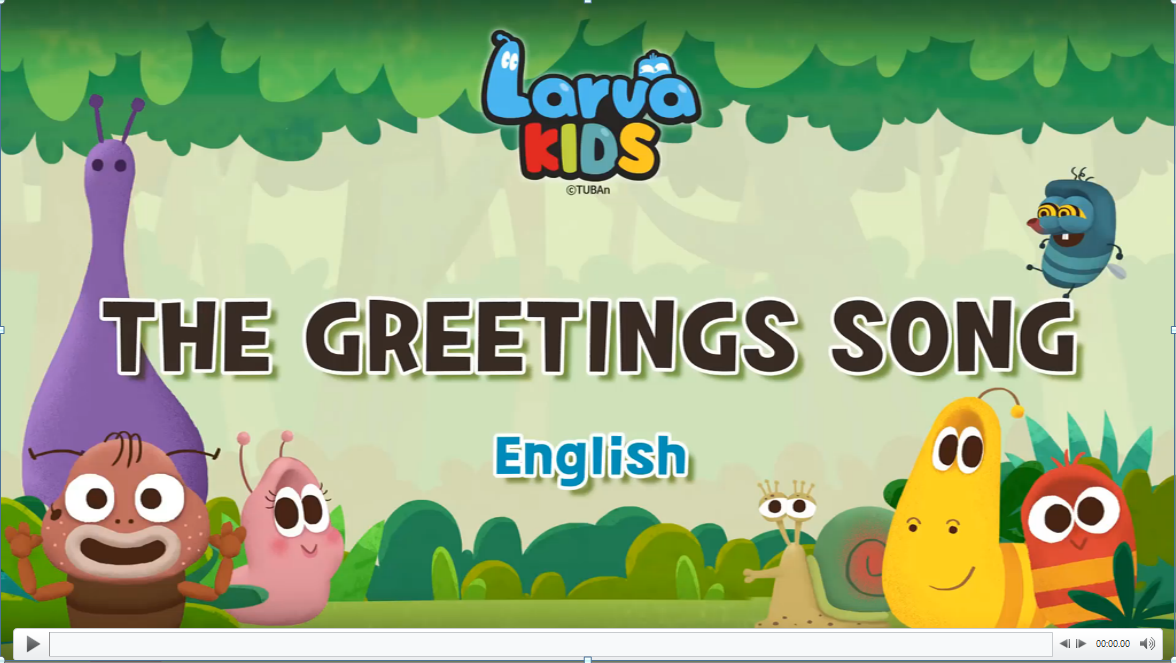 Larva
KIDS
©TUBAn
THE GREETINGS SONG
English
00:00.00